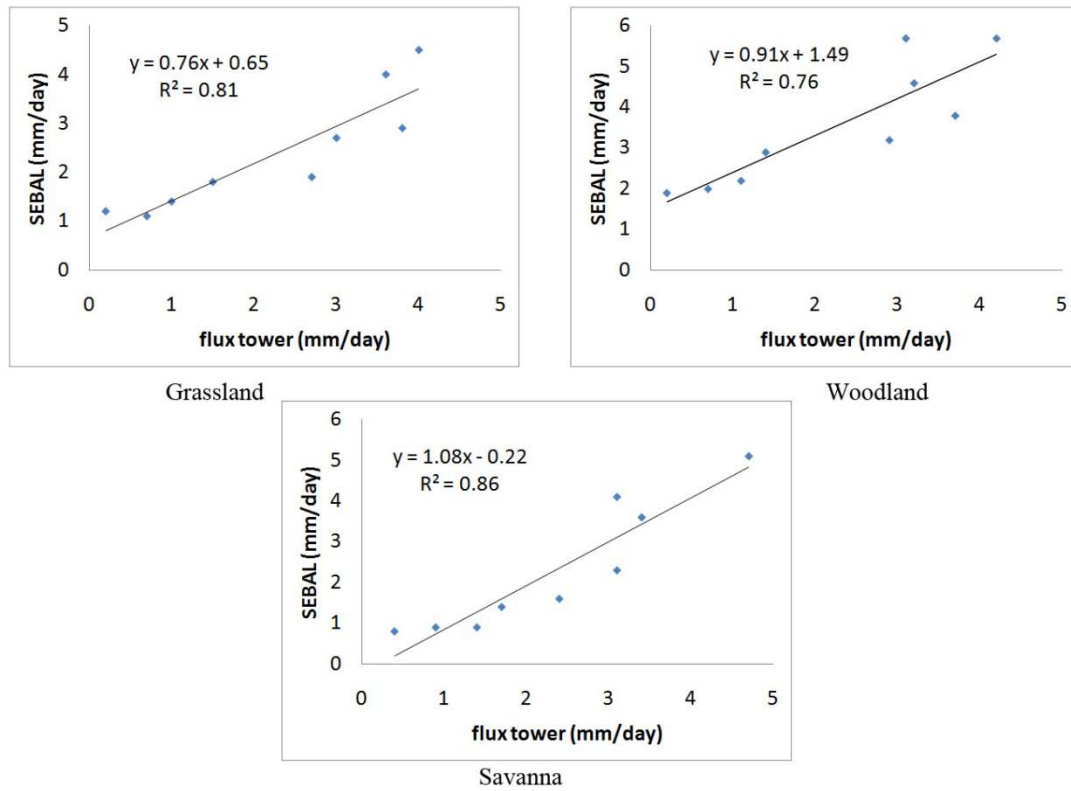 5
4
3
2
1
0
SEBAL (mm/day)
y = 0.76x + 0.65
R² = 0.81
0 1 2 3 4 5
flux tower (mm/day)
Grassland
6
5
4
3
2
1
0
SEBAL (mm/day)
y = 0.91x + 1.49
R² = 0.76
0 1 2 3 4 5
flux tower (mm/day)
Woodland
6
5
4
3
2
1
0
SEBAL (mm/day)
y = 1.08x - 0.22
R² = 0.86
0 1 2 3 4 5
flux tower (mm/day)
Savanna